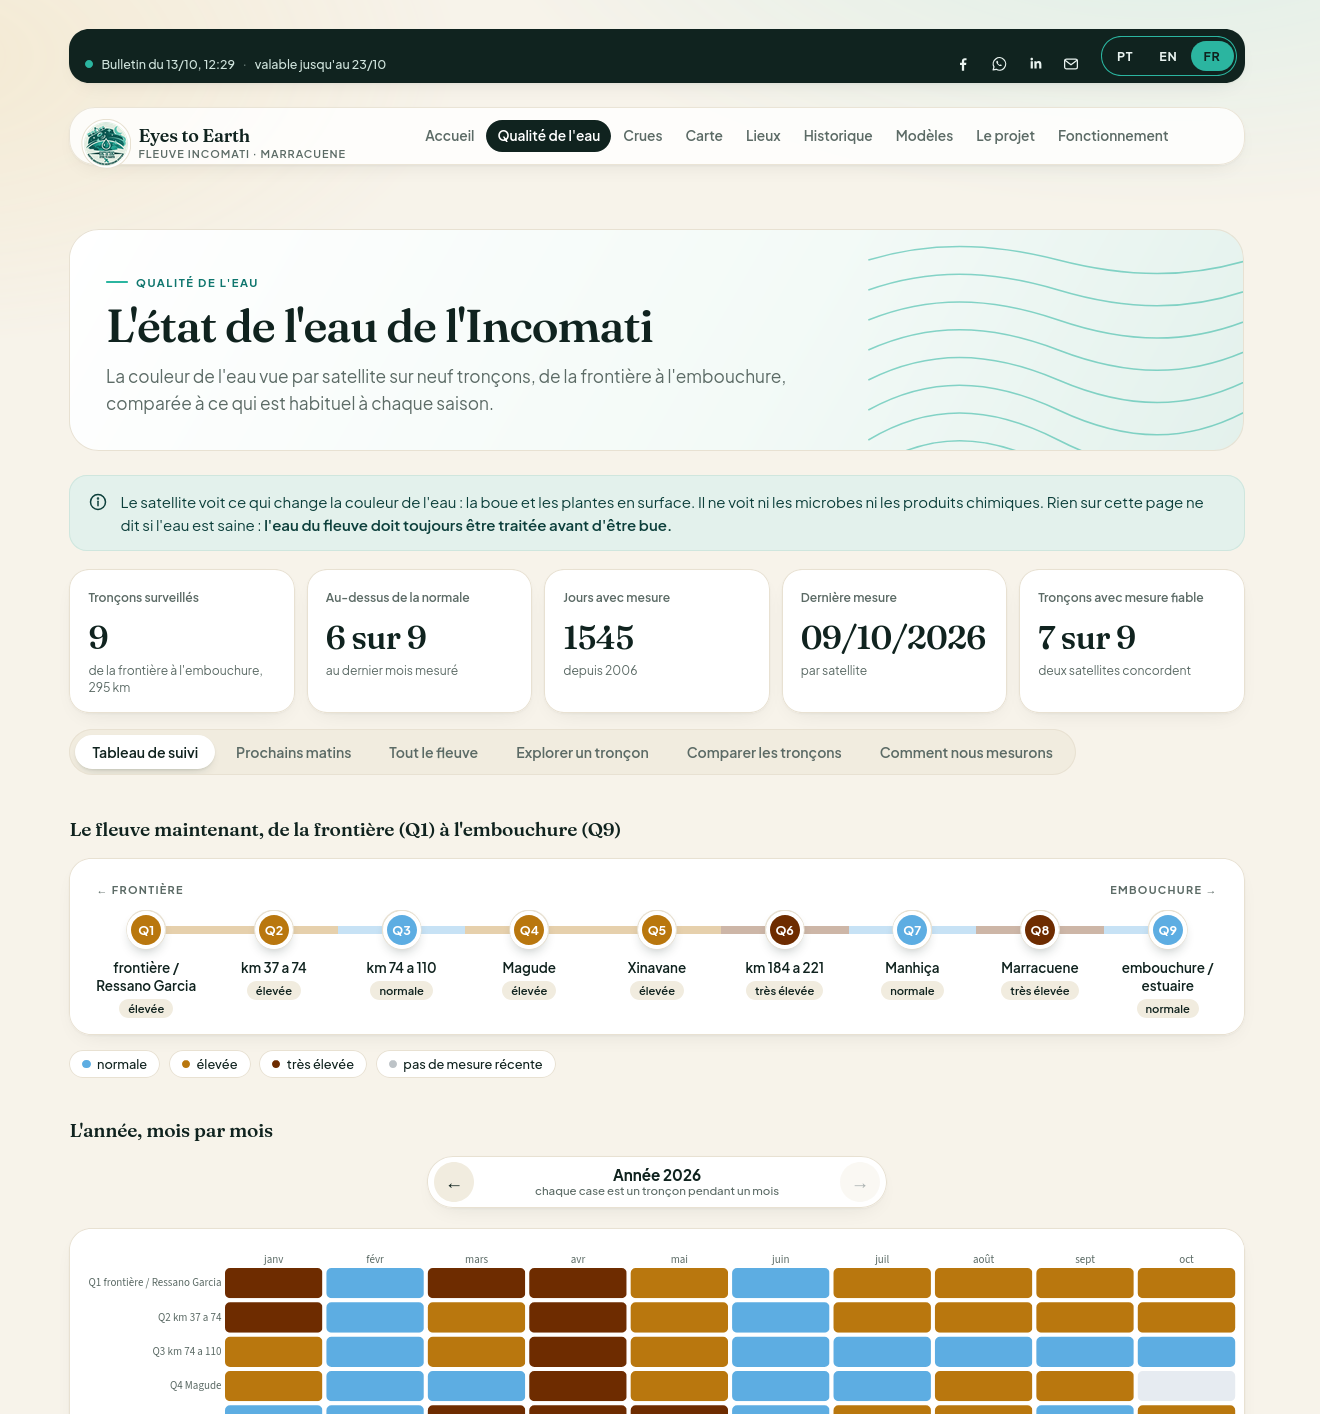 Bulletin du 13/10, 12:29 · valable jusqu'au 23/10
PT EN FR
Eyes to Earth
FLEUVE INCOMATI · MARRACUENE
Accueil Qualité de l'eau Crues Carte Lieux Historique Modèles Le projet Fonctionnement
QUALITÉ DE L'EAU
L'état de l'eau de l'Incomati
La couleur de l'eau vue par satellite sur neuf tronçons, de la frontière à l'embouchure,
comparée à ce qui est habituel à chaque saison.
Le satellite voit ce qui change la couleur de l'eau : la boue et les plantes en surface. Il ne voit ni les microbes ni les produits chimiques. Rien sur cette page ne
dit si l'eau est saine : l'eau du fleuve doit toujours être traitée avant d'être bue.
Tronçons surveillés
9
de la frontière à l'embouchure,
295 km
Au-dessus de la normale
6 sur 9
au dernier mois mesuré
Jours avec mesure
1545
depuis 2006
Dernière mesure
09/10/2026
par satellite
Tronçons avec mesure fiable
7 sur 9
deux satellites concordent
Tableau de suivi Prochains matins Tout le fleuve Explorer un tronçon Comparer les tronçons Comment nous mesurons
Le fleuve maintenant, de la frontière (Q1) à l'embouchure (Q9)
← FRONTIÈRE EMBOUCHURE →
Q1 Q2 Q3 Q4 Q5 Q6 Q7 Q8 Q9
frontière /
Ressano Garcia
élevée
km 37 a 74
élevée
km 74 a 110
normale
Magude
élevée
Xinavane
élevée
km 184 a 221
très élevée
Manhiça
normale
Marracuene
très élevée
embouchure /
estuaire
normale
normale élevée très élevée pas de mesure récente
L'année, mois par mois
← Année 2026 →
chaque case est un tronçon pendant un mois
janv févr mars avr mai juin juil août sept oct
Q1 frontière / Ressano Garcia
Q2 km 37 a 74
Q3 km 74 a 110
Q4 Magude